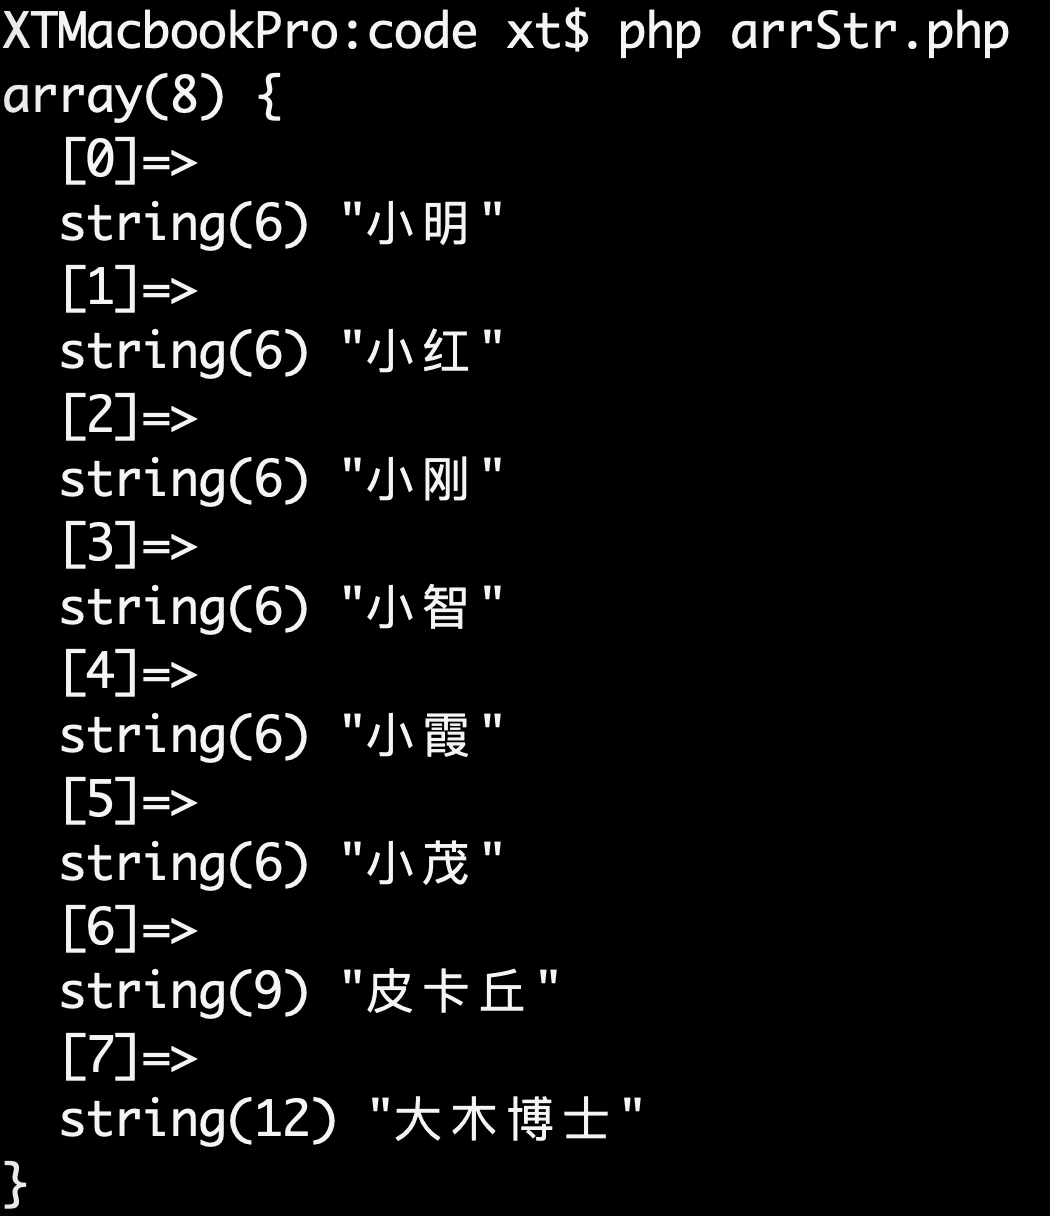 XTMacbookPro:code xt$ php arrStr.php
array(8) {
  [0]=>
  string(6) "小明"
  [1]=>
  string(6) "小红"
  [2]=>
  string(6) "小刚"
  [3]=>
  string(6) "小智"
  [4]=>
  string(6) "小霞"
  [5]=>
  string(6) "小茂"
  [6]=>
  string(9) "皮卡丘"
  [7]=>
  string(12) "大木博士"
}